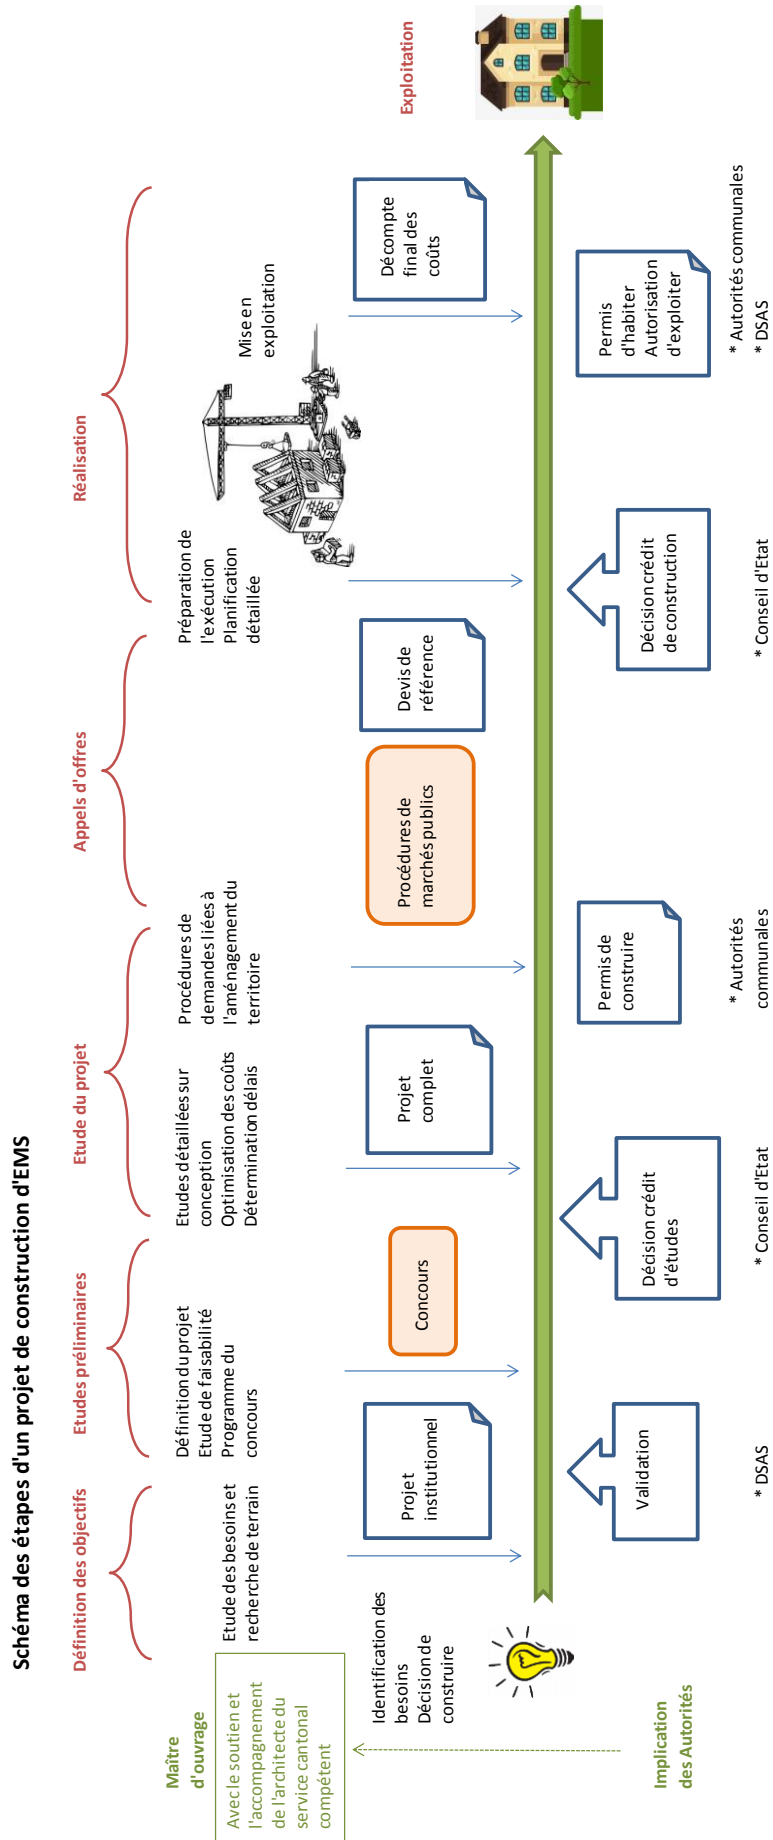 Schéma des étapes d'un projet de construction d'EMS
Définition des objectifs
Etudes préliminaires
Etude du projet
Appels d'offres
Réalisation
Exploitation
Maître
d'ouvrage
Avec le soutien et
l'accompagnement
de l'architecte du
service cantonal
compétent
Etude des besoins et
recherche de terrain
Définition du projet
Etude de faisabilité
Programme du
concours
Etudes détaillées sur
conception
Optimisation des coûts
Détermination délais
Procédures de
demandes liées à
l'aménagement du
territoire
Préparation de
l'exécution
Planification
détaillée
Mise en
exploitation
Identification des
besoins
Décision de
construire
Projet
institutionnel
Concours
Projet
complet
Procédures de
marchés publics
Devis de
référence
Décompte
final des
coûts
Implication
des Autorités
Validation
Décision crédit
d'études
Permis de
construire
Décision crédit
de construction
Permis
d'habiter
Autorisation
d'exploiter
* DSAS
* Conseil d'Etat
* Autorités
communales
* Conseil d'Etat
* Autorités communales
* DSAS